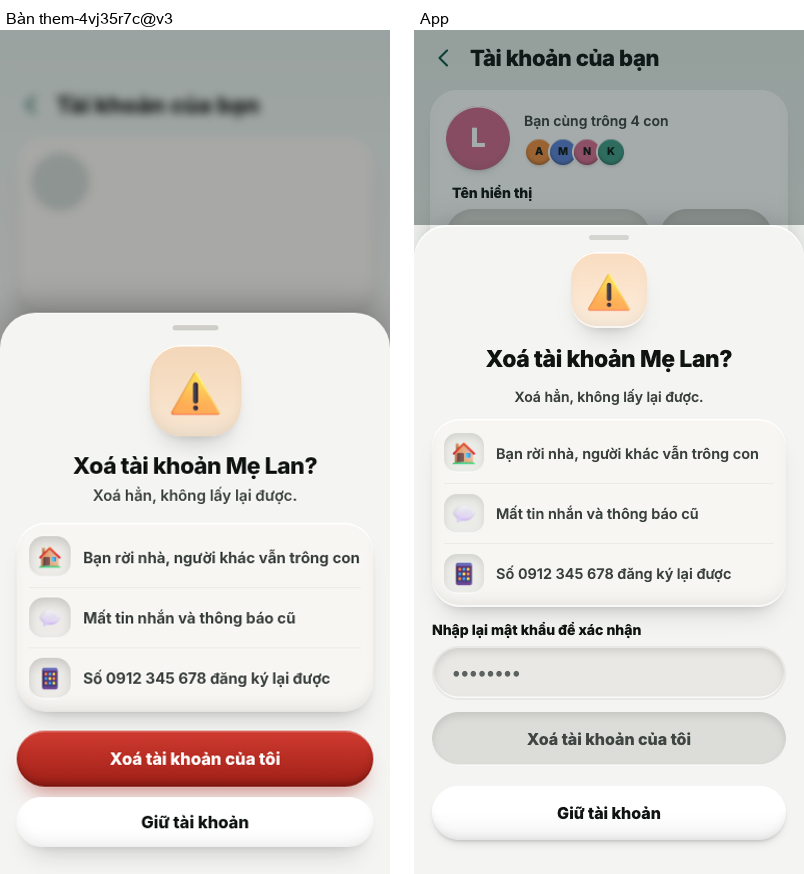 Bản them-4vj35r7c@v3
Tài khoản của bạn
Xoá tài khoản Mẹ Lan?
Xoá hẳn, không lấy lại được.
Bạn rời nhà, người khác vẫn trông con
Mất tin nhắn và thông báo cũ
Số 0912 345 678 đăng ký lại được
Xoá tài khoản của tôi
Giữ tài khoản
App
Tài khoản của bạn
L
Bạn cùng trông 4 con
A M N K
Tên hiển thị
Xoá tài khoản Mẹ Lan?
Xoá hẳn, không lấy lại được.
Bạn rời nhà, người khác vẫn trông con
Mất tin nhắn và thông báo cũ
Số 0912 345 678 đăng ký lại được
Nhập lại mật khẩu để xác nhận
••••••••
Xoá tài khoản của tôi
Giữ tài khoản